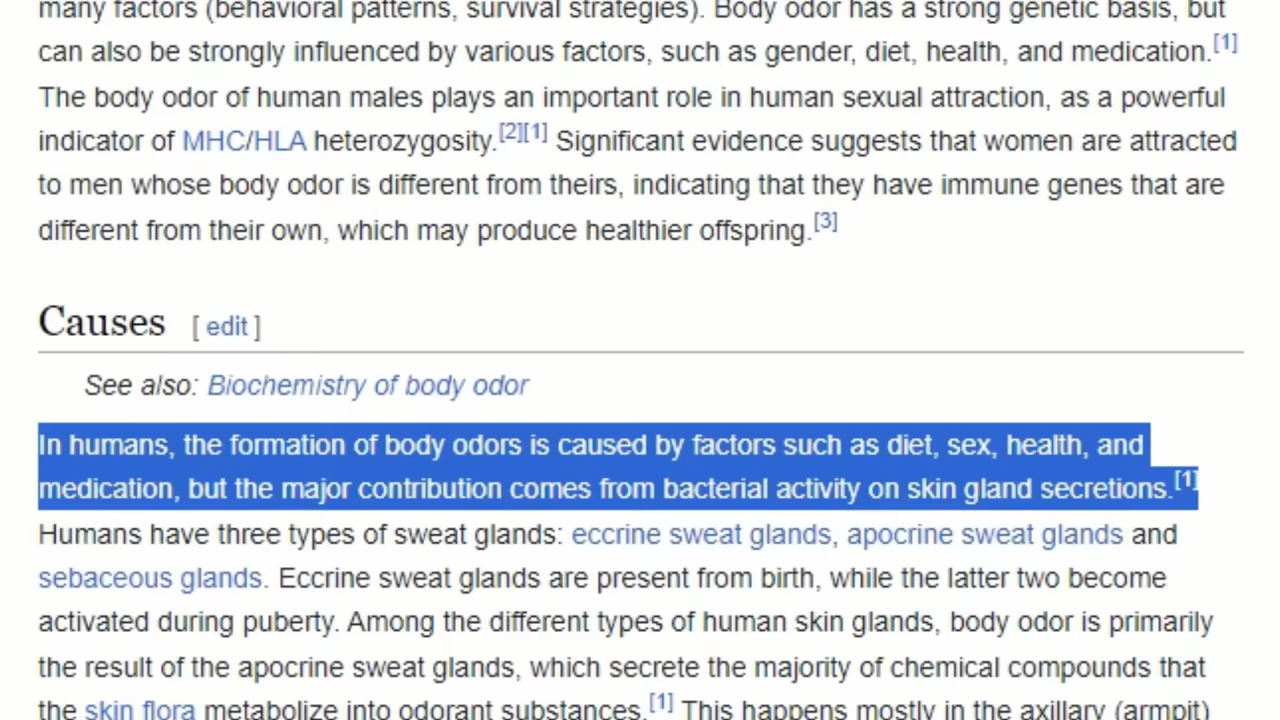 many factors (behavioral patterns, survival strategies). Body odor has a strong genetic basis, but
can also be strongly influenced by various factors, such as gender, diet, health, and medication.[1]
The body odor of human males plays an important role in human sexual attraction, as a powerful
indicator of MHC/HLA heterozygosity.[2][1] Significant evidence suggests that women are attracted
to men whose body odor is different from theirs, indicating that they have immune genes that are
different from their own, which may produce healthier offspring.[3]
Causes [ edit ]
See also: Biochemistry of body odor
In humans, the formation of body odors is caused by factors such as diet, sex, health, and
medication, but the major contribution comes from bacterial activity on skin gland secretions.[1]
Humans have three types of sweat glands: eccrine sweat glands, apocrine sweat glands and
sebaceous glands. Eccrine sweat glands are present from birth, while the latter two become
activated during puberty. Among the different types of human skin glands, body odor is primarily
the result of the apocrine sweat glands, which secrete the majority of chemical compounds that
the skin flora metabolize into odorant substances.[1] This happens mostly in the axillary (armpit)